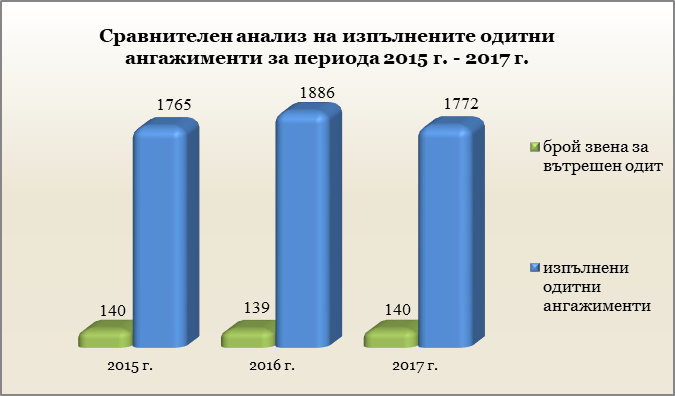 Сравнителен анализ на изпълнените одитни
ангажименти за периода 2015 г. - 2017 г.
1765
1886
1772
140
139
140
2015 г.
2016 г.
2017 г.
брой звена за
вътрешен одит
изпълнени
одитни
ангажименти